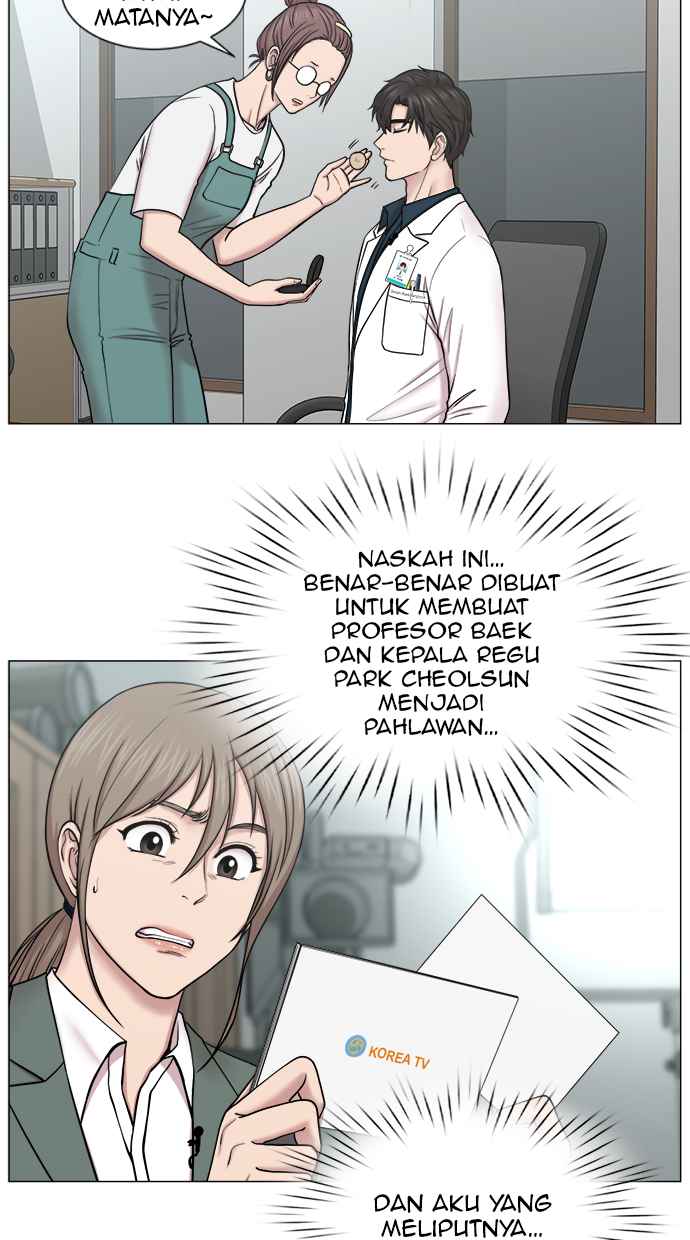 MATANYA~
NASKAH INI...
BENAR-BENAR DIBUAT
UNTUK MEMBUAT
PROFESOR BAEK
DAN KEPALA REGU
PARK CHEOLSUN
MENJADI
PAHLAWAN...
KOREA TV
DAN AKU YANG
MELIPUTNYA...